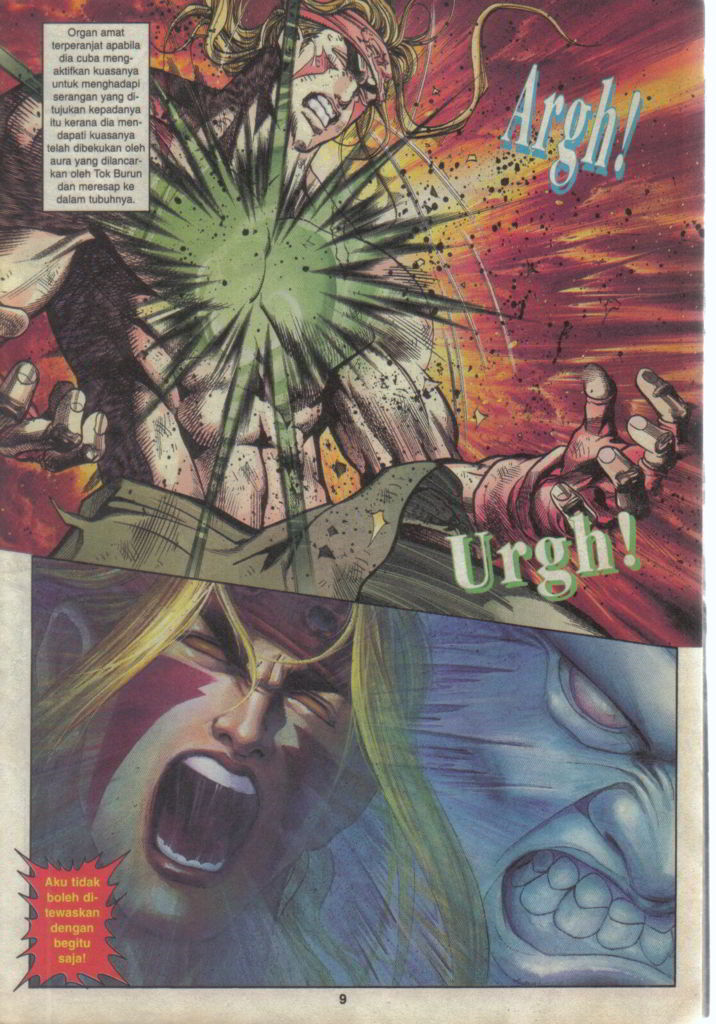 Organ amat
terperanjat apabila
dia cuba meng-
aktifkan kuasanya
untuk menghadapi
serangan yang di-
tujukan kepadanya
itu kerana dia men-
dapati kuasanya
telah dibekukan oleh
aura yang dilancar-
kan oleh Tok Burun
dan meresap ke
dalam tubuhnya.
Argh!
Urgh!
Aku tidak
boleh di-
tewaskan
dengan
begitu
saja!
9